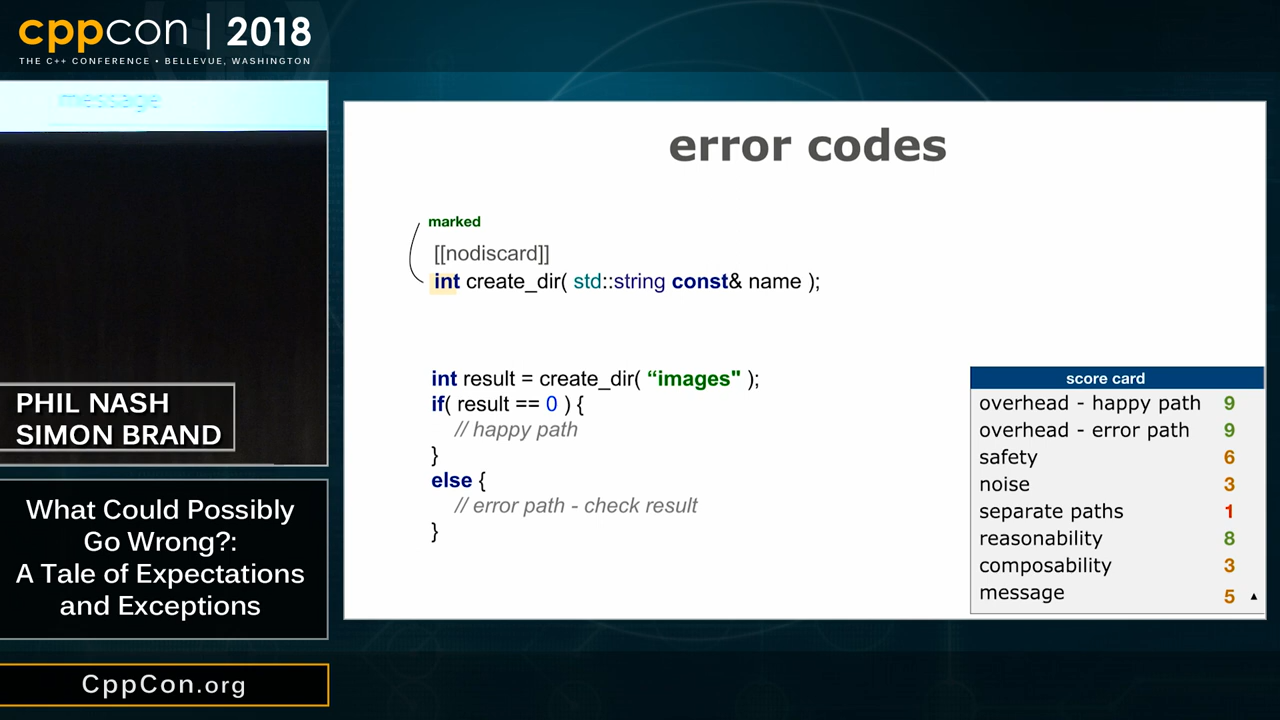 cppcon | 2018
THE C++ CONFERENCE • BELLEVUE, WASHINGTON
message
PHIL NASH
SIMON BRAND
What Could Possibly
Go Wrong?:
A Tale of Expectations
and Exceptions
CppCon.org
error codes
marked
[[nodiscard]]
int create_dir( std::string const& name );
int result = create_dir( “images" );
if( result == 0 ) {
// happy path
}
else {
// error path - check result
}
score card
overhead - happy path 9
overhead - error path 9
safety 6
noise 3
separate paths 1
reasonability 8
composability 3
message 5